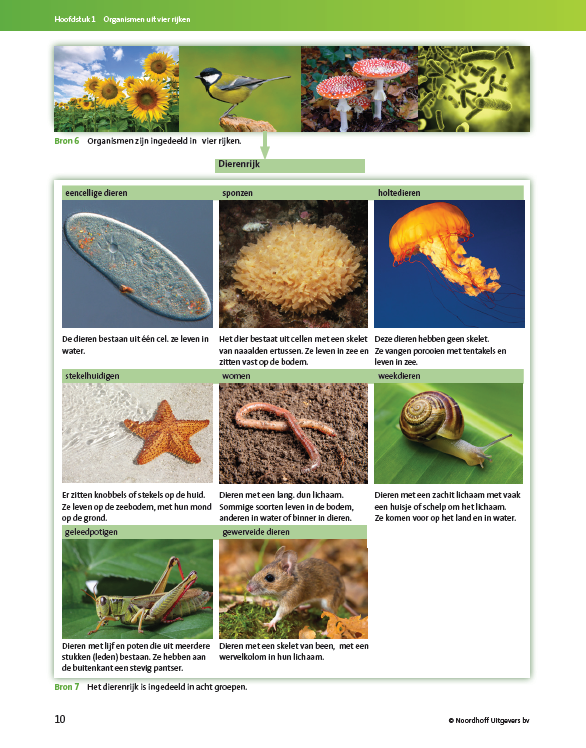 Hoofdstuk 1 Organismen uit vier rijken
Bron 6 Organismen zijn ingedeeld in vier rijken.
Dierenrijk
eencellige dieren
sponzen
holtedieren
De dieren bestaan uit één cel. ze leven in
water.
Het dier bestaat uit cellen met een skelet
van naaalden ertussen. Ze leven in zee en
zitten vast op de bodem.
Deze dieren hebben geen skelet.
Ze vangen porooien met tentakels en
leven in zee.
stekelhuidigen
women
weekdieren
Er zitten knobbels of stekels op de huid.
Ze leven op de zeebodem, met hun mond
op de grond.
Dieren met een lang. dun lichaam.
Sommige soorten leven in de bodem,
anderen in water of binner in dieren.
Dieren met een zachit lichaam met vaak
een huisje of schelp om het lichaam.
Ze komen voor op het land en in water.
geleedpotigen
gewerveide dieren
Dieren met lijf en poten die uit meerdere
stukken (leden) bestaan. Ze hebben aan
de buitenkant een stevig pantser.
Dieren met een skelet van been, met een
wervelkolom in hun lichaam.
Bron 7 Het dierenrijk is ingedeeld in acht groepen.
10
© Noordhoff Uitgevers bv